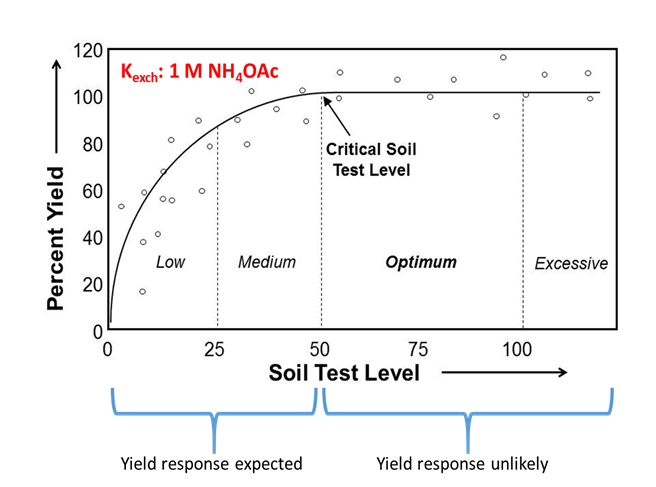 120
K_exch: 1 M NH₄OAc
100
80
60
40
20
0
Percent Yield
Critical Soil
Test Level
Low
Medium
Optimum
Excessive
0
25
50
75
100
Soil Test Level
Yield response expected
Yield response unlikely